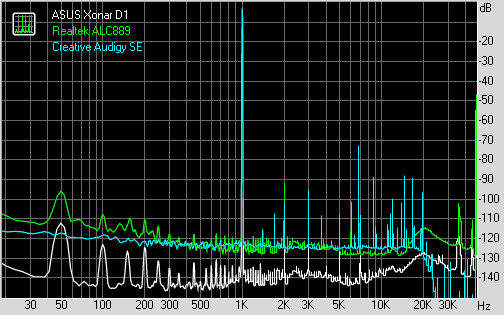 ASUS Xonar D1
Realtek ALC889
Creative Audigy SE
dB
-20
-30
-40
-50
-60
-70
-80
-90
-100
-110
-120
-130
-140
30 50 100 200 300 500 1K 2K 3K 5K 10K 20K 30K Hz